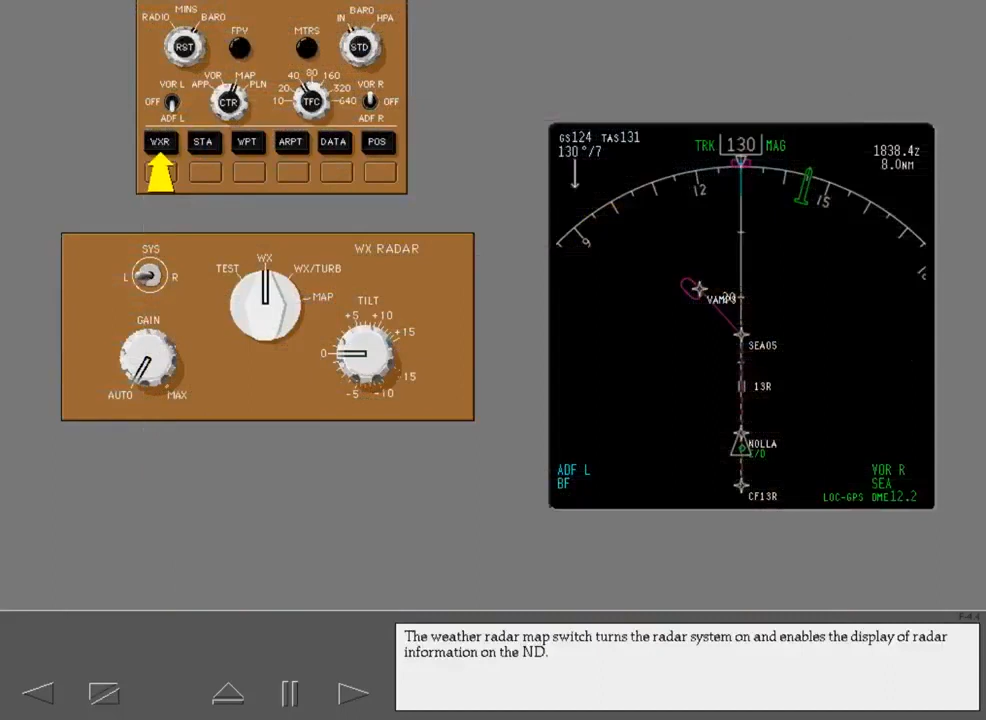 MINS
RADIO BARO
RST
FPV
MTRS
BARO
IN HPA
STD
VOR L
OFF
ADF L
APP VOR MAP PLN
CTR
10 20 40 80 160 320 640
TFC
VOR R
OFF
ADF R
WXR STA WPT ARPT DATA POS
SYS
L R
GAIN
AUTO MAX
WX RADAR
TEST WX WX/TURB
MAP
TILT
+5 +10
+15
0
15
-5 -10
GS124 TAS131
130°/7
TRK 130 MAG
1838.4z
8.0NM
9 12 15
20
VAMPS
SEA05
13R
NOLLA
E/D
CF13R
ADF L
BF
VOR R
SEA
LOC-GPS DME12.2
The weather radar map switch turns the radar system on and enables the display of radar
information on the ND.